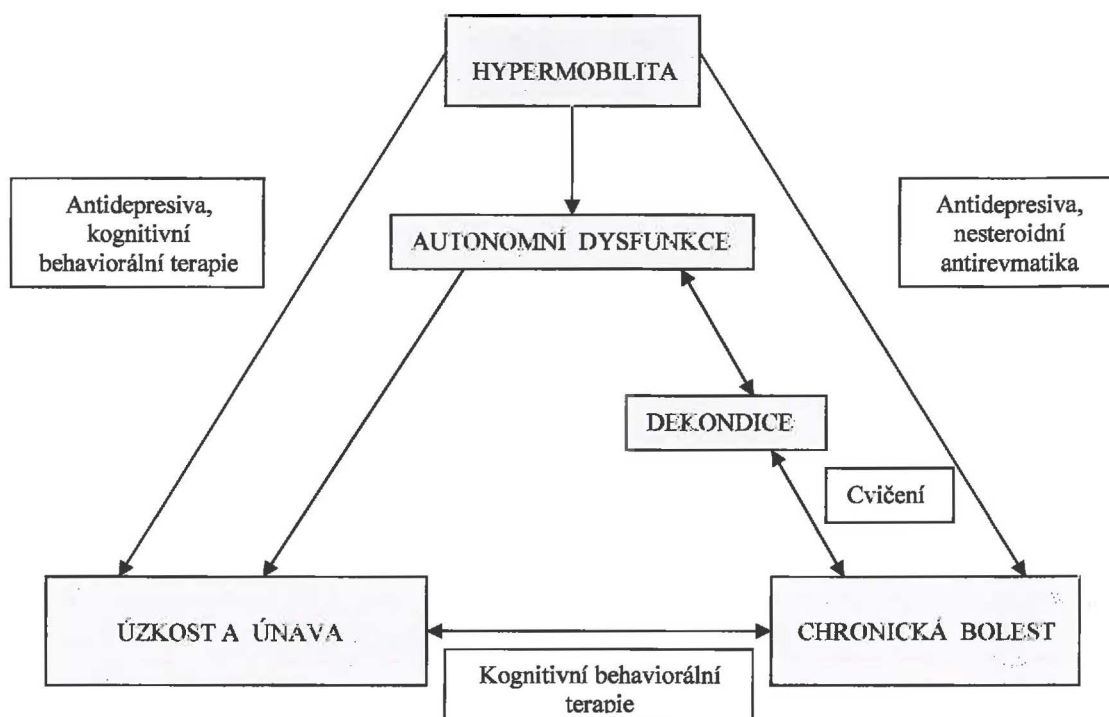 HYPERMOBILITA
Antidepresiva,
kognitivní
behaviorální terapie
Antidepresiva,
nesteroidní
antirevmatika
AUTONOMNÍ DYSFUNKCE
DEKONDICE
Cvičení
ÚZKOST A ÚNAVA
CHRONICKÁ BOLEST
Kognitivní behaviorální
terapie